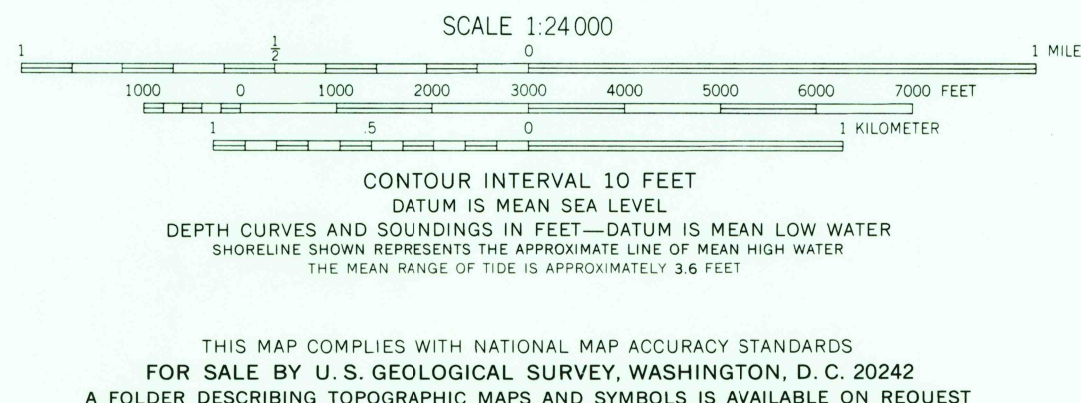 SCALE 1:24 000
1 ½ 0 1 MILE
1000 0 1000 2000 3000 4000 5000 6000 7000 FEET
1 .5 0 1 KILOMETER
CONTOUR INTERVAL 10 FEET
DATUM IS MEAN SEA LEVEL
DEPTH CURVES AND SOUNDINGS IN FEET—DATUM IS MEAN LOW WATER
SHORELINE SHOWN REPRESENTS THE APPROXIMATE LINE OF MEAN HIGH WATER
THE MEAN RANGE OF TIDE IS APPROXIMATELY 3.6 FEET
THIS MAP COMPLIES WITH NATIONAL MAP ACCURACY STANDARDS
FOR SALE BY U. S. GEOLOGICAL SURVEY, WASHINGTON, D. C. 20242
A FOLDER DESCRIBING TOPOGRAPHIC MAPS AND SYMBOLS IS AVAILABLE ON REQUEST